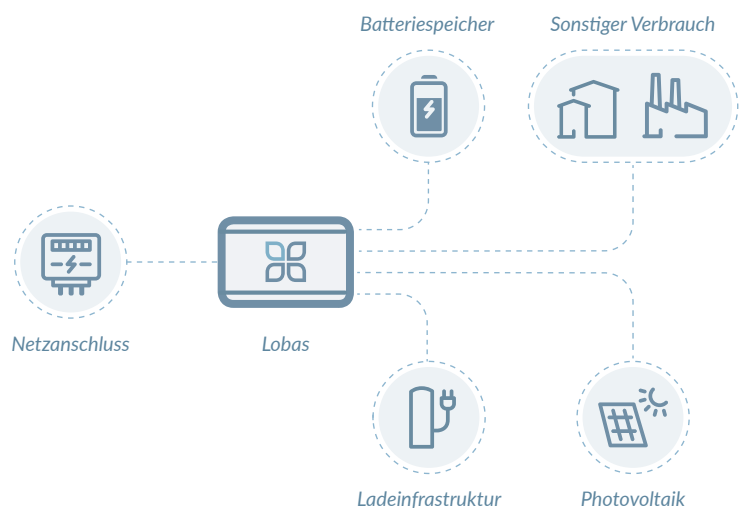 Batteriespeicher
Sonstiger Verbrauch
Netzanschluss
Lobas
Ladeinfrastruktur
Photovoltaik